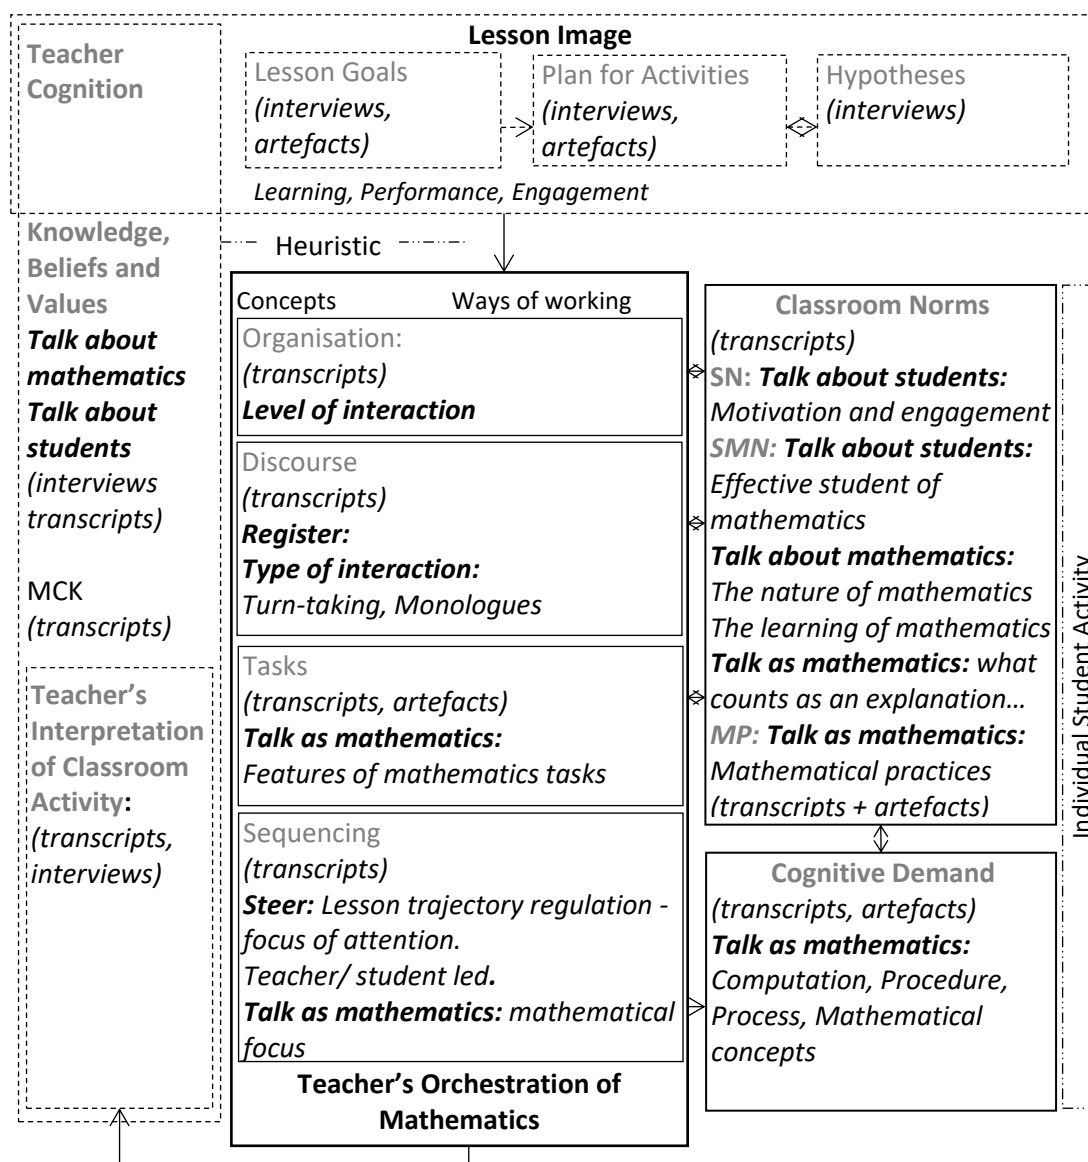 Lesson Image
Teacher
Cognition
Lesson Goals
(interviews,
artefacts)
Plan for Activities
(interviews,
artefacts)
Hypotheses
(interviews)
Learning, Performance, Engagement
Knowledge,
Beliefs and
Values
Talk about
mathematics
Talk about
students
(interviews
transcripts)
MCK
(transcripts)
Teacher’s
Interpretation
of Classroom
Activity:
(transcripts,
interviews)
Heuristic
Concepts
Ways of working
Organisation:
(transcripts)
Level of interaction
Discourse
(transcripts)
Register:
Type of interaction:
Turn-taking, Monologues
Tasks
(transcripts, artefacts)
Talk as mathematics:
Features of mathematics tasks
Sequencing
(transcripts)
Steer: Lesson trajectory regulation -
focus of attention.
Teacher/ student led.
Talk as mathematics: mathematical
focus
Teacher’s Orchestration of
Mathematics
Classroom Norms
(transcripts)
SN: Talk about students:
Motivation and engagement
SMN: Talk about students:
Effective student of
mathematics
Talk about mathematics:
The nature of mathematics
The learning of mathematics
Talk as mathematics: what
counts as an explanation…
MP: Talk as mathematics:
Mathematical practices
(transcripts + artefacts)
Cognitive Demand
(transcripts, artefacts)
Talk as mathematics:
Computation, Procedure,
Process, Mathematical
concepts
Individual Student Activity